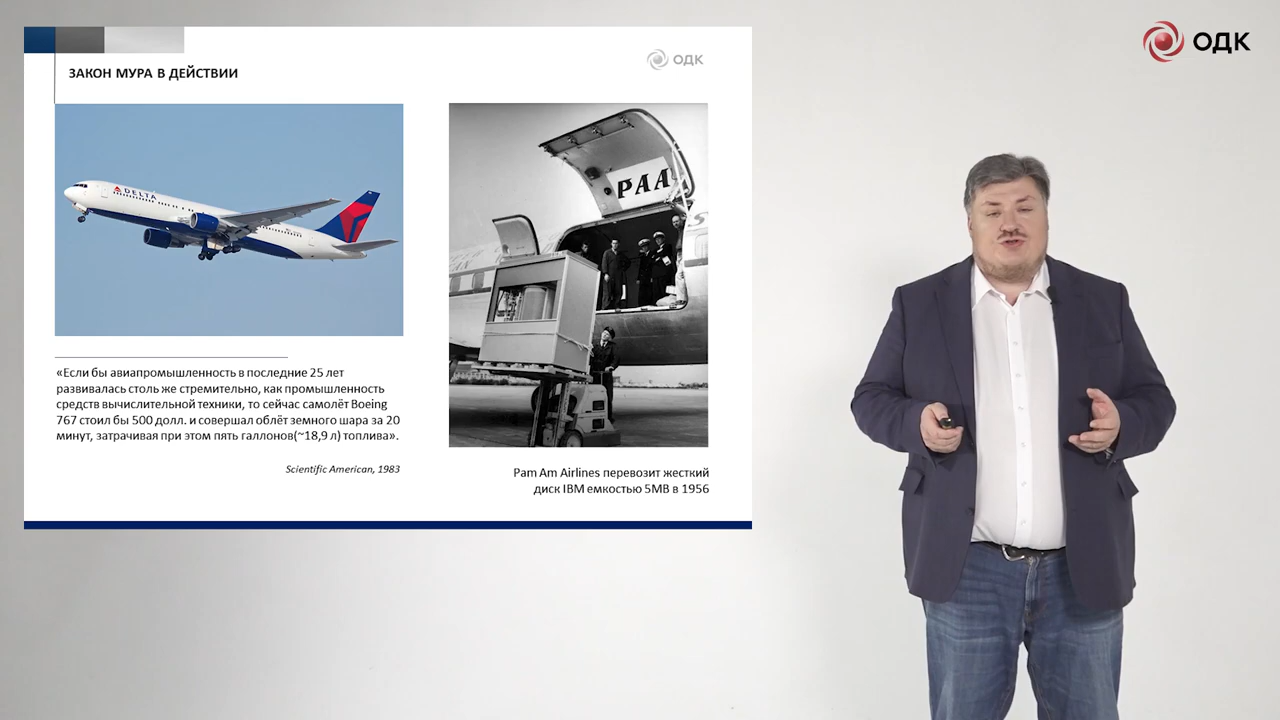 ОДК
ОДК
ЗАКОН МУРА В ДЕЙСТВИИ
DELTA
PAA
«Если бы авиапромышленность в последние 25 лет
развивалась столь же стремительно, как промышленность
средств вычислительной техники, то сейчас самолёт Boeing
767 стоил бы 500 долл. и совершал облёт земного шара за 20
минут, затрачивая при этом пять галлонов(~18,9 л) топлива».
Scientific American, 1983
Pam Am Airlines перевозит жесткий
диск IBM емкостью 5MB в 1956